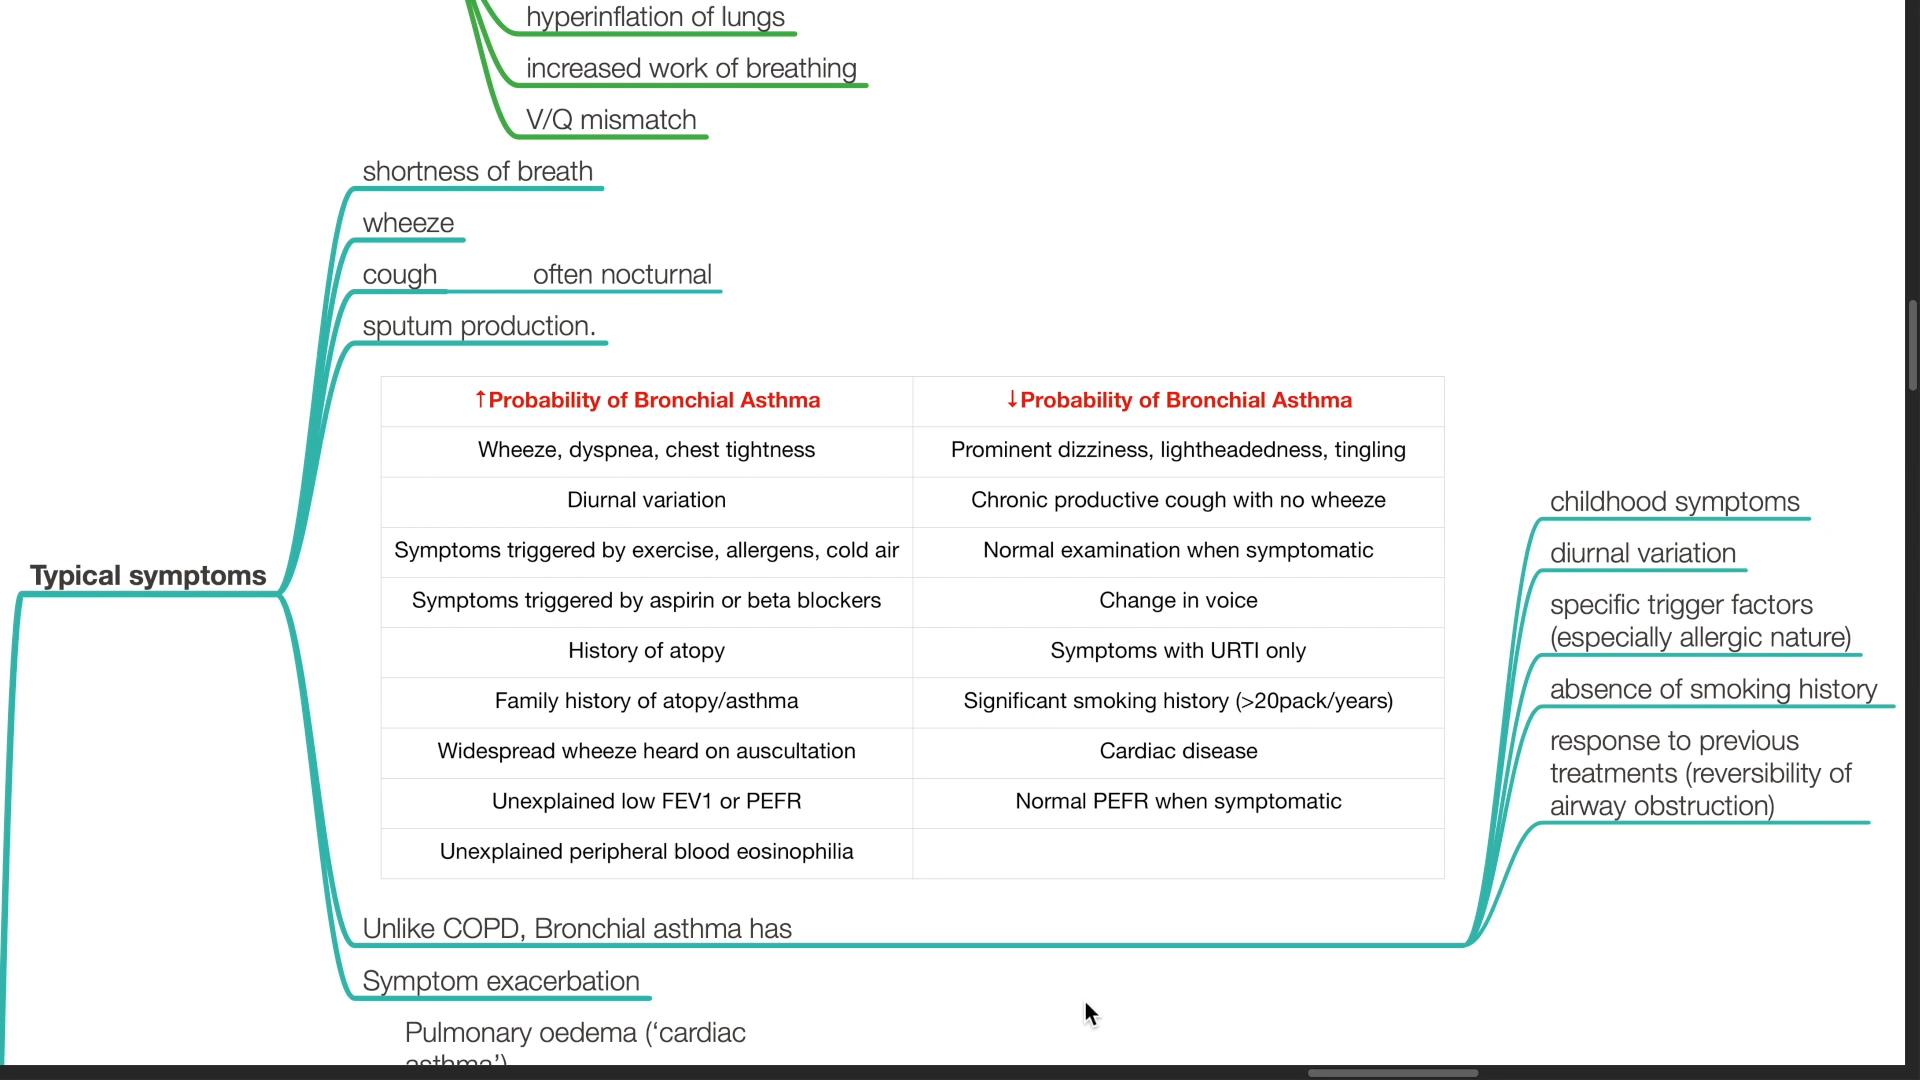 hyperinflation of lungs
increased work of breathing
V/Q mismatch
shortness of breath
wheeze
cough
often nocturnal
sputum production.
↑Probability of Bronchial Asthma
↓Probability of Bronchial Asthma
Wheeze, dyspnea, chest tightness
Prominent dizziness, lightheadedness, tingling
Diurnal variation
Chronic productive cough with no wheeze
Symptoms triggered by exercise, allergens, cold air
Normal examination when symptomatic
Symptoms triggered by aspirin or beta blockers
Change in voice
History of atopy
Symptoms with URTI only
Family history of atopy/asthma
Significant smoking history (>20pack/years)
Widespread wheeze heard on auscultation
Cardiac disease
Unexplained low FEV1 or PEFR
Normal PEFR when symptomatic
Unexplained peripheral blood eosinophilia
Typical symptoms
childhood symptoms
diurnal variation
specific trigger factors
(especially allergic nature)
absence of smoking history
response to previous
treatments (reversibility of
airway obstruction)
Unlike COPD, Bronchial asthma has
Symptom exacerbation
Pulmonary oedema (‘cardiac
asthma’)